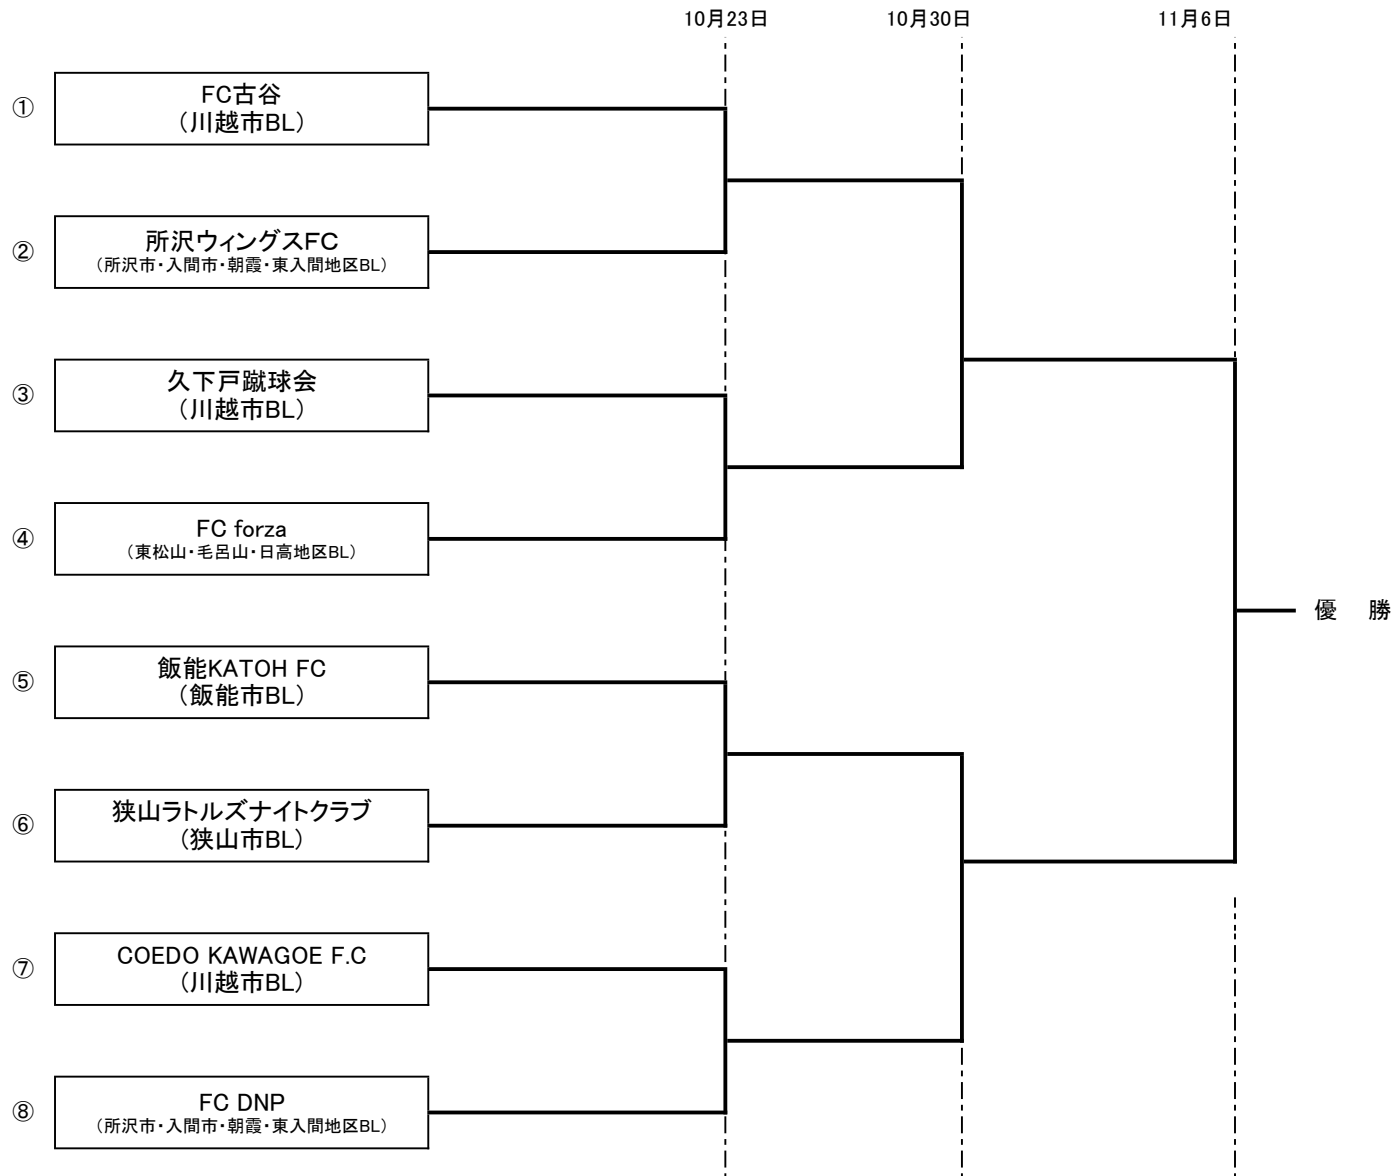 10月23日 10月30日 11月6日
① FC古谷
（川越市BL）
② 所沢ウィングスFC
（所沢市・入間市・朝霞・東入間地区BL）
③ 久下戸蹴球会
（川越市BL）
④ FC forza
（東松山・毛呂山・日高地区BL）
優　勝
⑤ 飯能KATOH FC
（飯能市BL）
⑥ 狭山ラトルズナイトクラブ
（狭山市BL）
⑦ COEDO KAWAGOE F.C
（川越市BL）
⑧ FC DNP
（所沢市・入間市・朝霞・東入間地区BL）